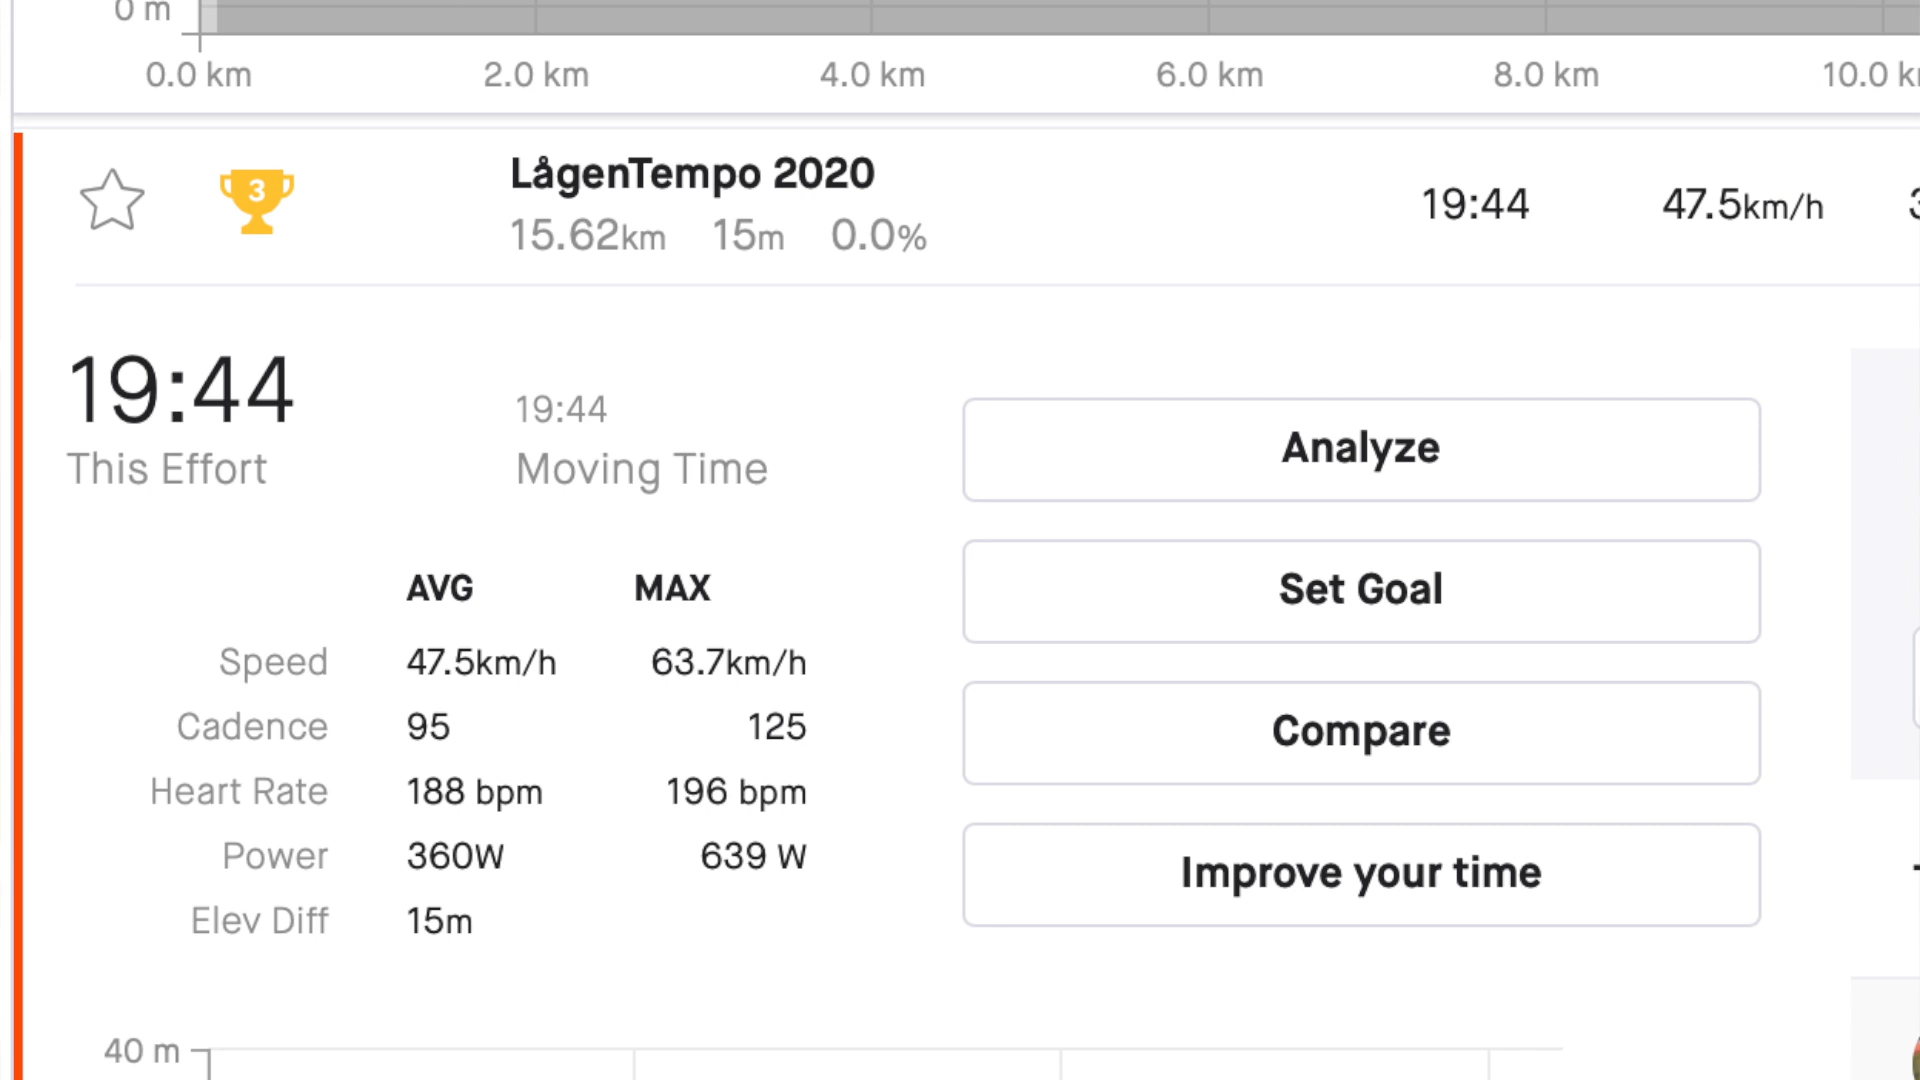 0 m
0.0 km 2.0 km 4.0 km 6.0 km 8.0 km 10.0
3
LågenTempo 2020
15.62km 15m 0.0%
19:44 47.5km/h
19:44
This Effort
19:44
Moving Time
Analyze
Set Goal
Compare
Improve your time
AVG MAX
Speed 47.5km/h 63.7km/h
Cadence 95 125
Heart Rate 188 bpm 196 bpm
Power 360W 639 W
Elev Diff 15m
40 m